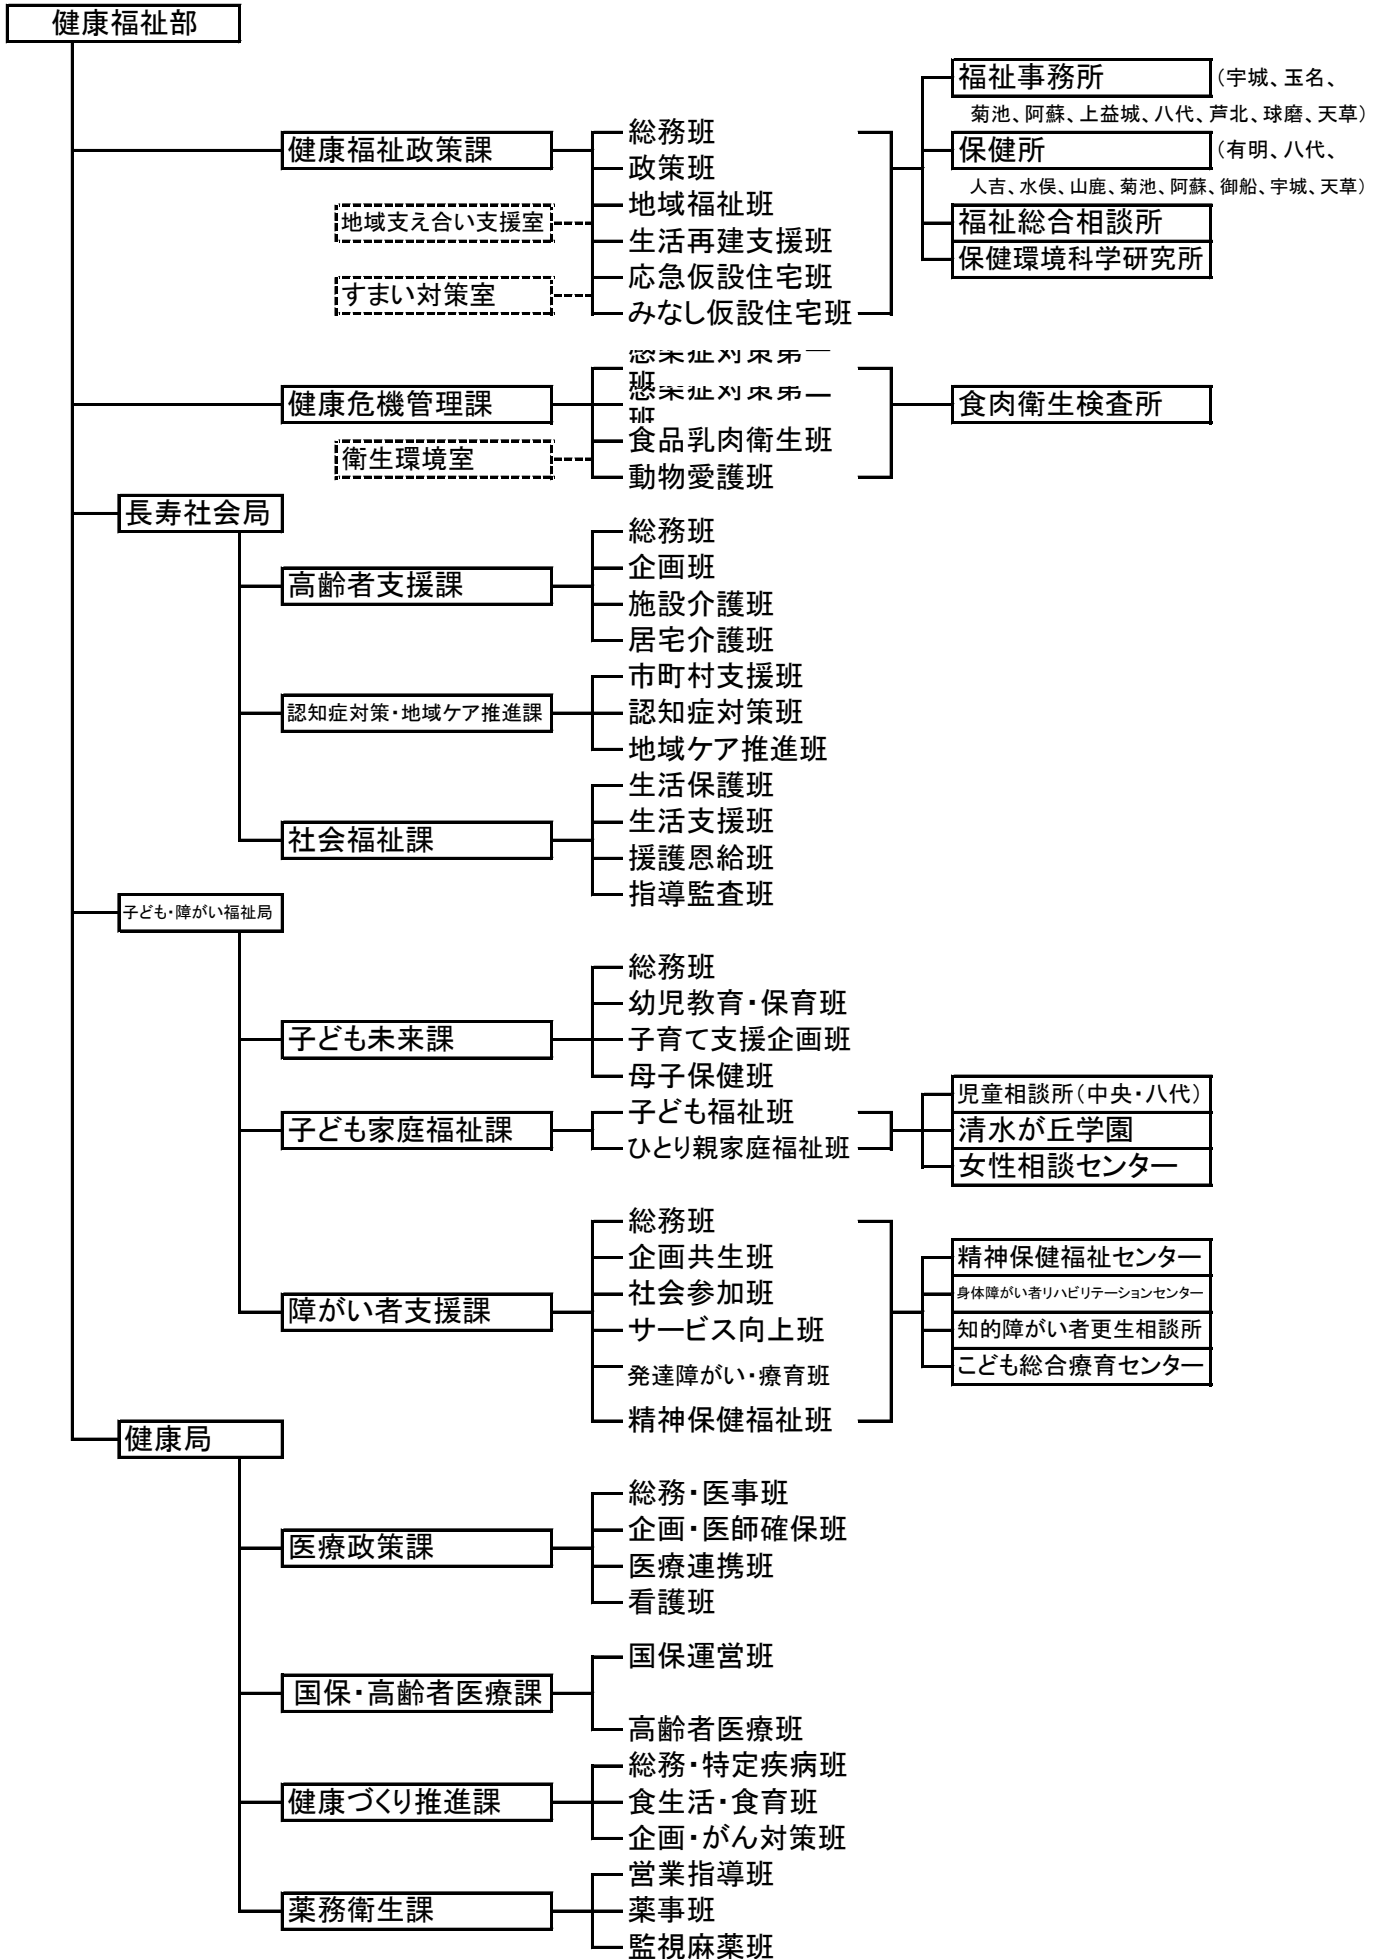 健康福祉部
福祉事務所 (宇城、玉名、
菊池、阿蘇、上益城、八代、芦北、球磨、天草)
保健所 (有明、八代、
人吉、水俣、山鹿、菊池、阿蘇、御船、宇城、天草)
福祉総合相談所
保健環境科学研究所
健康福祉政策課
地域支え合い支援室
すまい対策室
総務班
政策班
地域福祉班
生活再建支援班
応急仮設住宅班
みなし仮設住宅班
健康危機管理課
衛生環境室
感染症対策第一
班
感染症対策第二
班
食品乳肉衛生班
動物愛護班
食肉衛生検査所
長寿社会局
高齢者支援課
総務班
企画班
施設介護班
居宅介護班
認知症対策・地域ケア推進課
市町村支援班
認知症対策班
地域ケア推進班
社会福祉課
生活保護班
生活支援班
援護恩給班
指導監査班
子ども・障がい福祉局
子ども未来課
総務班
幼児教育・保育班
子育て支援企画班
母子保健班
子ども家庭福祉課
子ども福祉班
ひとり親家庭福祉班
児童相談所(中央・八代)
清水が丘学園
女性相談センター
障がい者支援課
総務班
企画共生班
社会参加班
サービス向上班
発達障がい・療育班
精神保健福祉班
精神保健福祉センター
身体障がい者リハビリテーションセンター
知的障がい者更生相談所
こども総合療育センター
健康局
医療政策課
総務・医事班
企画・医師確保班
医療連携班
看護班
国保・高齢者医療課
国保運営班
高齢者医療班
健康づくり推進課
総務・特定疾病班
食生活・食育班
企画・がん対策班
薬務衛生課
営業指導班
薬事班
監視麻薬班